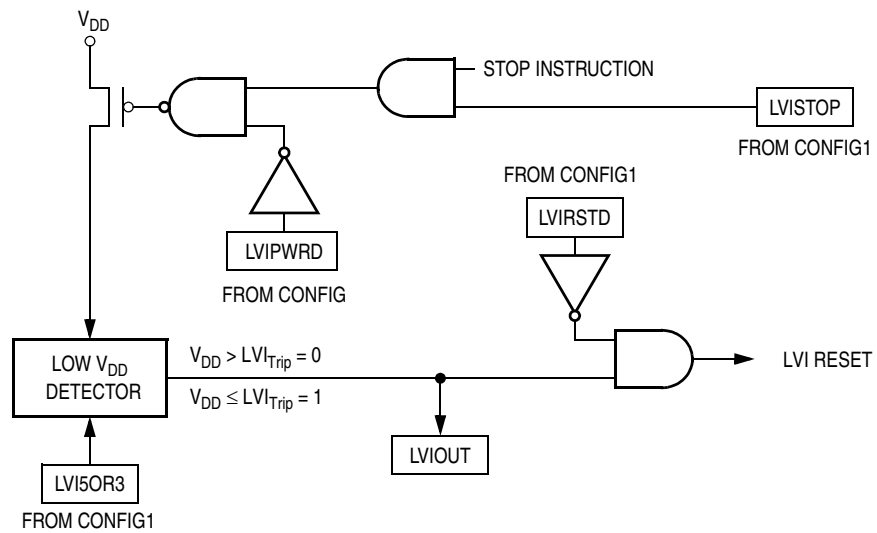 VDD
STOP INSTRUCTION
LVISTOP
FROM CONFIG1
FROM CONFIG1
LVIRSTD
LVIPWRD
FROM CONFIG
LOW VDD
DETECTOR
VDD > LVITrip = 0
VDD ≤ LVITrip = 1
LVI RESET
LVIOUT
LVI5OR3
FROM CONFIG1